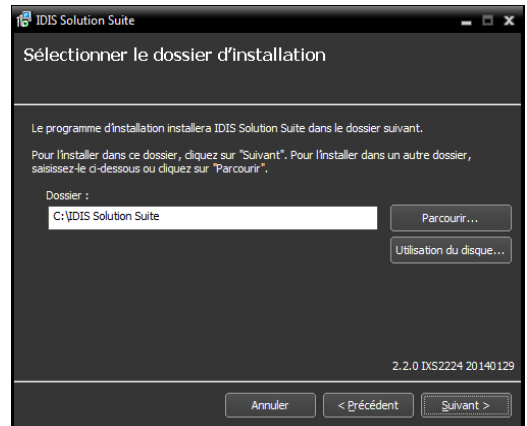 IDIS Solution Suite
Sélectionner le dossier d'installation
Le programme d'installation installera IDIS Solution Suite dans le dossier suivant.
Pour l'installer dans ce dossier, cliquez sur "Suivant". Pour l'installer dans un autre dossier,
saisissez-le ci-dessous ou cliquez sur "Parcourir".
Dossier :
C:\IDIS Solution Suite
Parcourir...
Utilisation du disque...
2.2.0 IXS2224 20140129
Annuler
< Précédent
Suivant >